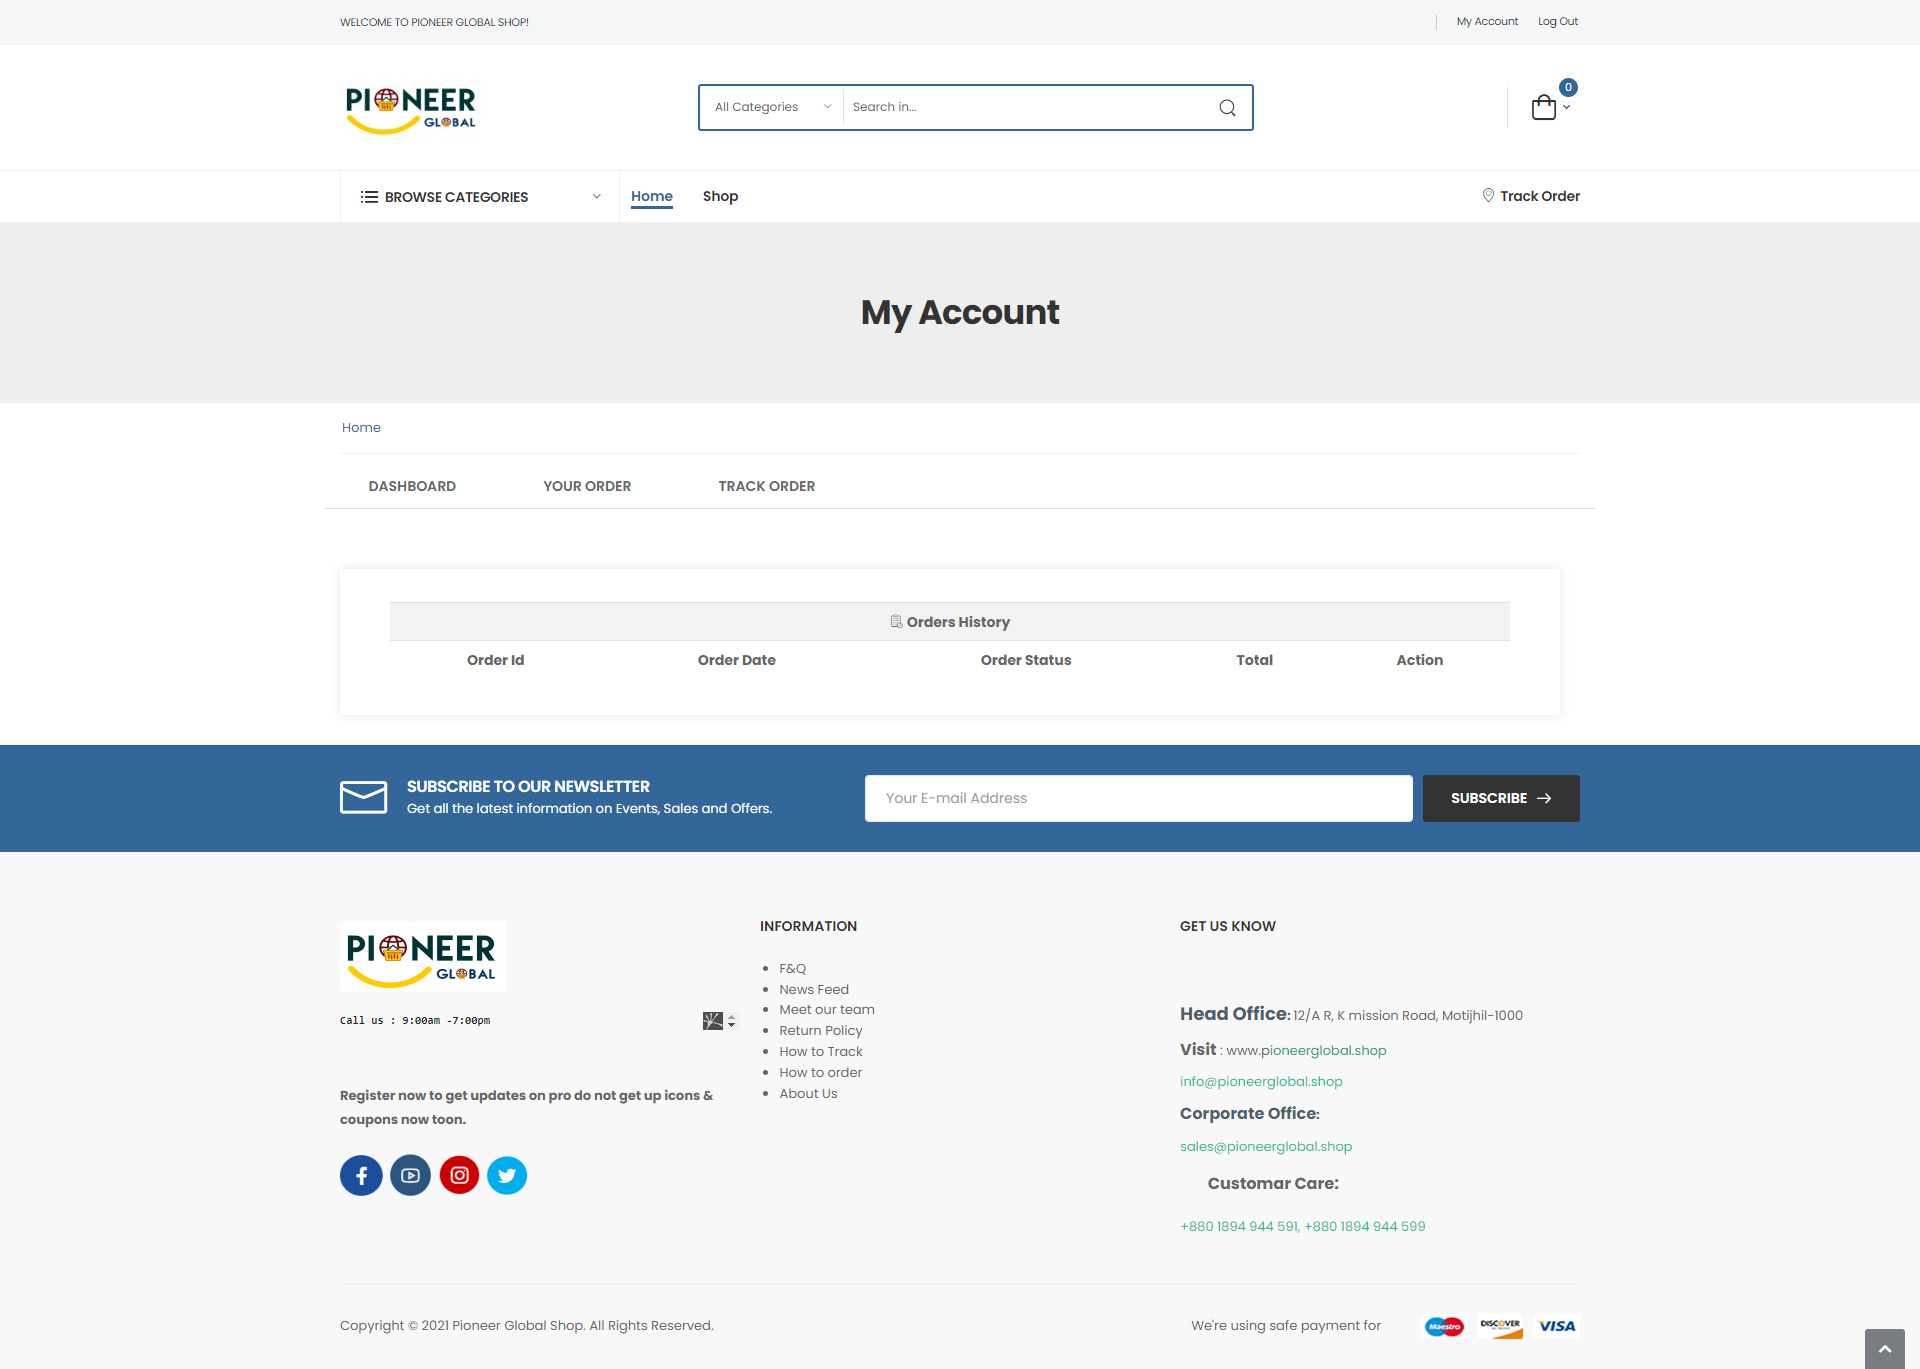 WELCOME TO PIONEER GLOBAL SHOP!
My Account Log Out
PIONEER
GLOBAL
All Categories Search in...
0
BROWSE CATEGORIES Home Shop Track Order
My Account
Home
DASHBOARD YOUR ORDER TRACK ORDER
Orders History
Order Id Order Date Order Status Total Action
SUBSCRIBE TO OUR NEWSLETTER
Get all the latest information on Events, Sales and Offers.
Your E-mail Address
SUBSCRIBE
PIONEER
GLOBAL
Call us : 9:00am -7:00pm
Register now to get updates on pro do not get up icons &
coupons now toon.
INFORMATION
F&Q
News Feed
Meet our team
Return Policy
How to Track
How to order
About Us
GET US KNOW
Head Office: 12/A R, K mission Road, Motijhil-1000
Visit : www.pioneerglobal.shop
info@pioneerglobal.shop
Corporate Office:
sales@pioneerglobal.shop
Customar Care:
+880 1894 944 591, +880 1894 944 599
Copyright © 2021 Pioneer Global Shop. All Rights Reserved.
We're using safe payment for
Maestro DISCOVER VISA